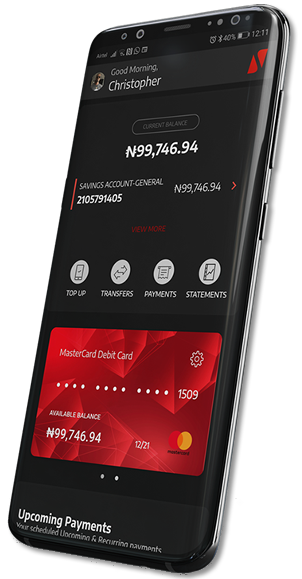 Airtel 40% 12:11
Good Morning,
Christopher
CURRENT BALANCE
₦99,746.94
SAVINGS ACCOUNT-GENERAL ₦99,746.94
2105791405
VIEW MORE
TOP UP TRANSFERS PAYMENTS STATEMENTS
MasterCard Debit Card
•••• •••• •••• 1509
AVAILABLE BALANCE
₦99,746.94 12/21
mastercard
Upcoming Payments
Your scheduled Upcoming & Recurring payments